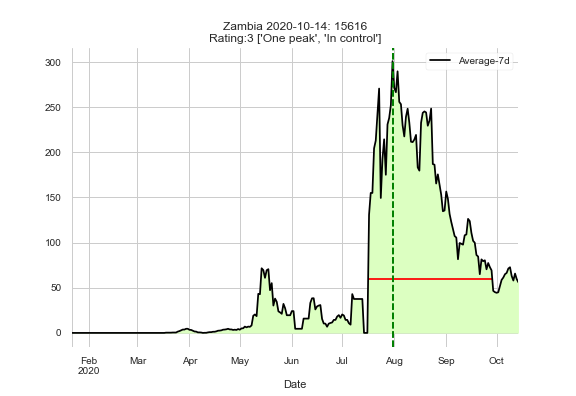 Zambia 2020-10-14: 15616
Rating:3 ['One peak', 'In control']
Average-7d
300
250
200
150
100
50
0
Feb Mar Apr May Jun Jul Aug Sep Oct
2020
Date